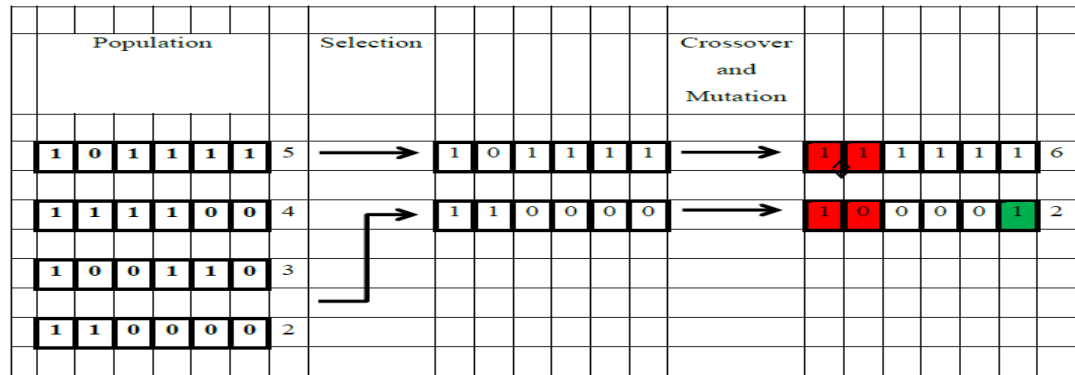 Population Selection Crossover
and
Mutation
1 0 1 1 1 1 5 1 0 1 1 1 1 1 1 1 1 1 1 6
1 1 1 1 0 0 4 1 1 0 0 0 0 1 0 0 0 0 1 2
1 0 0 1 1 0 3
1 1 0 0 0 0 2